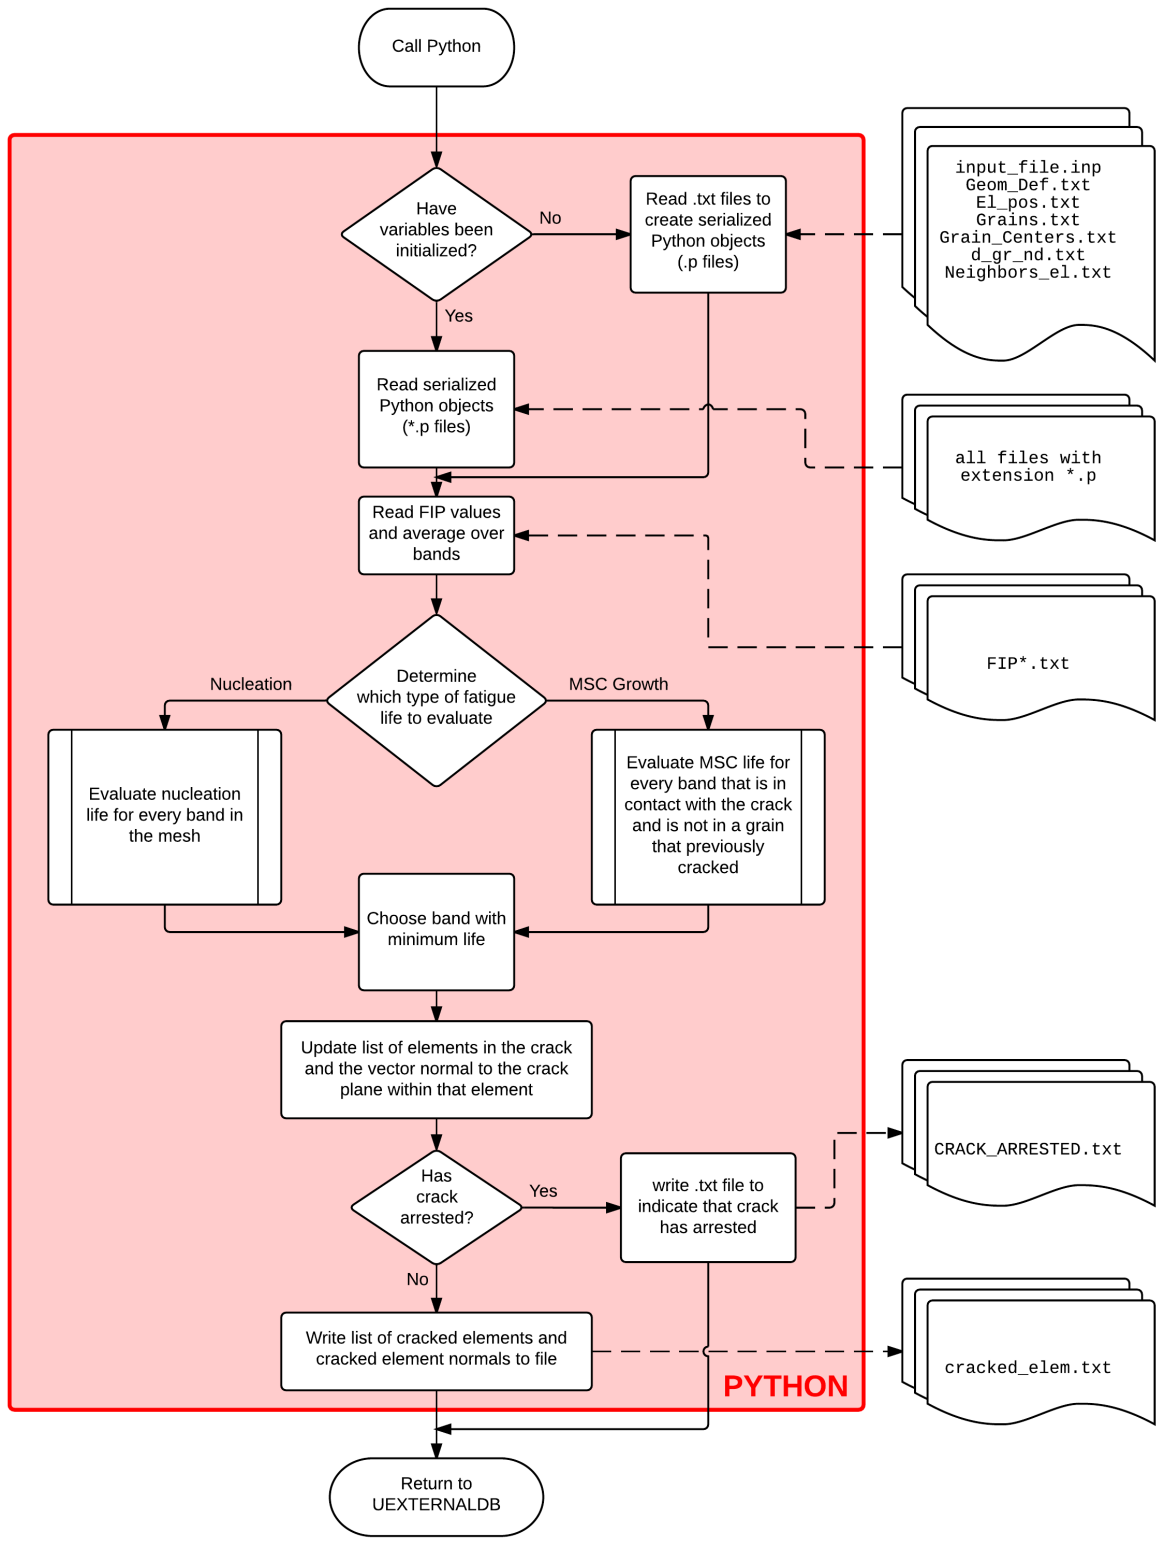 Call Python
Have
variables been
initialized?
No
Read .txt files to
create serialized
Python objects
(.p files)
input_file.inp
Geom_Def.txt
El_pos.txt
Grains.txt
Grain_Centers.txt
d_gr_nd.txt
Neighbors_el.txt
Yes
Read serialized
Python objects
(*.p files)
all files with
extension *.p
Read FIP values
and average over
bands
FIP*.txt
Determine
which type of fatigue
life to evaluate
Nucleation
MSC Growth
Evaluate nucleation
life for every band in
the mesh
Evaluate MSC life for
every band that is in
contact with the crack
and is not in a grain
that previously
cracked
Choose band with
minimum life
Update list of elements in the crack
and the vector normal to the crack
plane within that element
Has
crack
arrested?
Yes
write .txt file to
indicate that crack
has arrested
CRACK_ARRESTED.txt
No
Write list of cracked elements and
cracked element normals to file
cracked_elem.txt
PYTHON
Return to
UEXTERNALDB